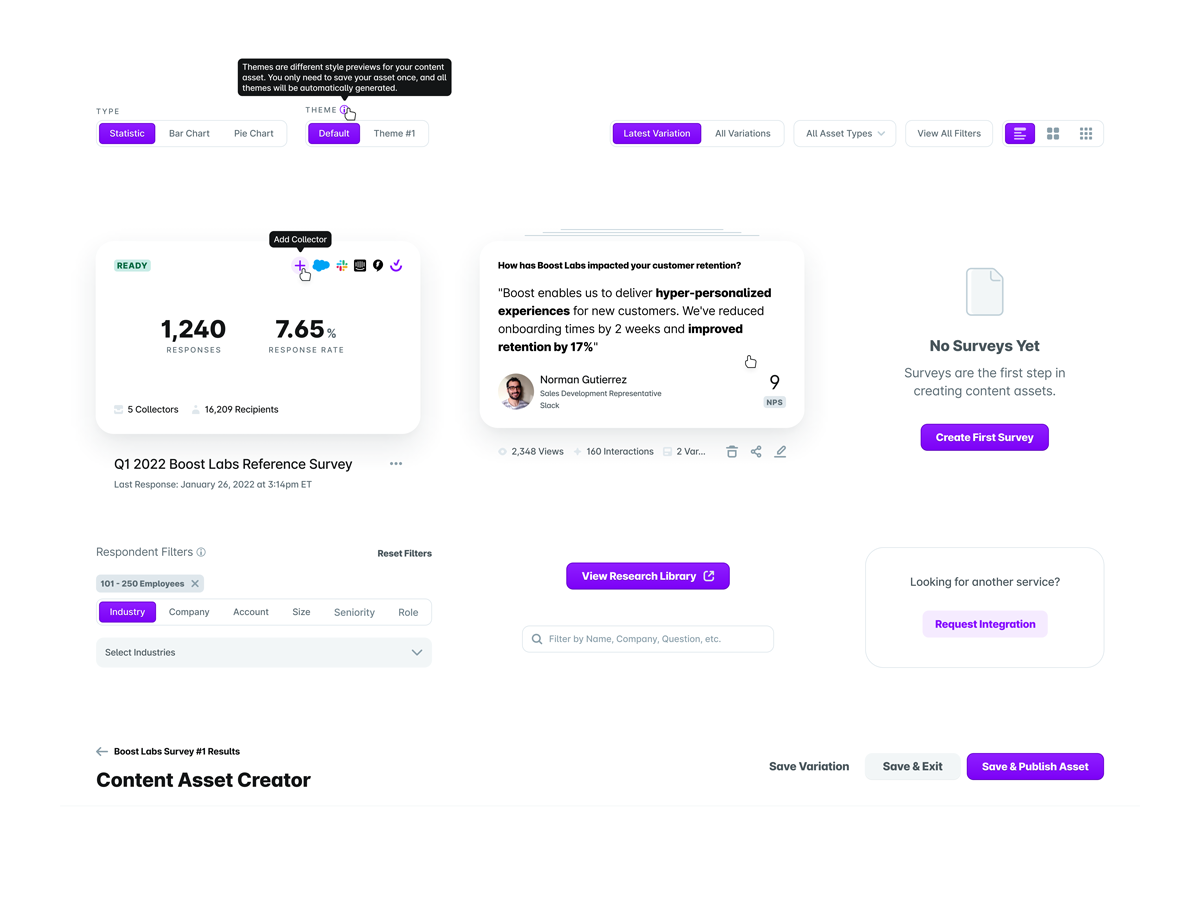 Themes are different style previews for your content
asset. You only need to save your asset once, and all
themes will be automatically generated.
TYPE
THEME
Statistic Bar Chart Pie Chart
Default Theme #1
Latest Variation All Variations
All Asset Types
View All Filters
Add Collector
READY
1,240
RESPONSES
7.65 %
RESPONSE RATE
5 Collectors
16,209 Recipients
Q1 2022 Boost Labs Reference Survey
Last Response: January 26, 2022 at 3:14pm ET
How has Boost Labs impacted your customer retention?
"Boost enables us to deliver hyper-personalized
experiences for new customers. We've reduced
onboarding times by 2 weeks and improved
retention by 17%"
Norman Gutierrez
Sales Development Representative
Slack
9
NPS
2,348 Views
160 Interactions
2 Var...
No Surveys Yet
Surveys are the first step in
creating content assets.
Create First Survey
Respondent Filters
Reset Filters
101 - 250 Employees
Industry Company Account Size Seniority Role
Select Industries
View Research Library
Filter by Name, Company, Question, etc.
Looking for another service?
Request Integration
Boost Labs Survey #1 Results
Content Asset Creator
Save Variation
Save & Exit
Save & Publish Asset